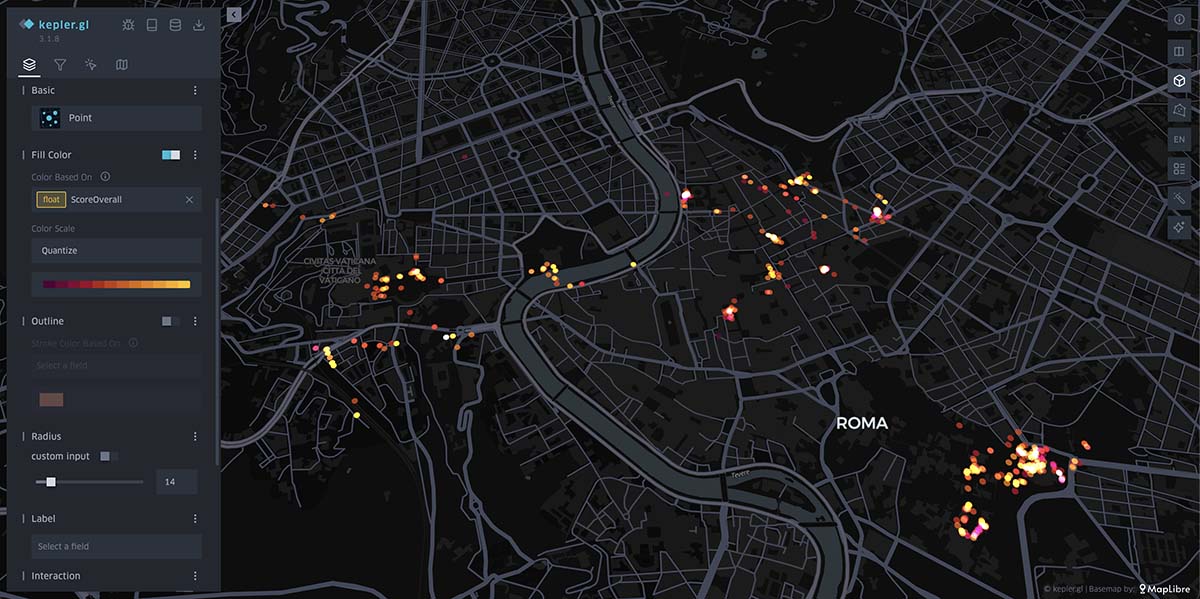 kepler.gl
3.1.8
Basic
Point
Fill Color
Color Based On
float ScoreOverall
Color Scale
Quantize
Outline
Stroke Color Based On
Select a field
Radius
custom input
14
Label
Select a field
Interaction
CIVITAS VATICANA
- CITTÀ DEL
VATICANO
ROMA
Tevere
EN
© kepler.gl | Basemap by: MapLibre